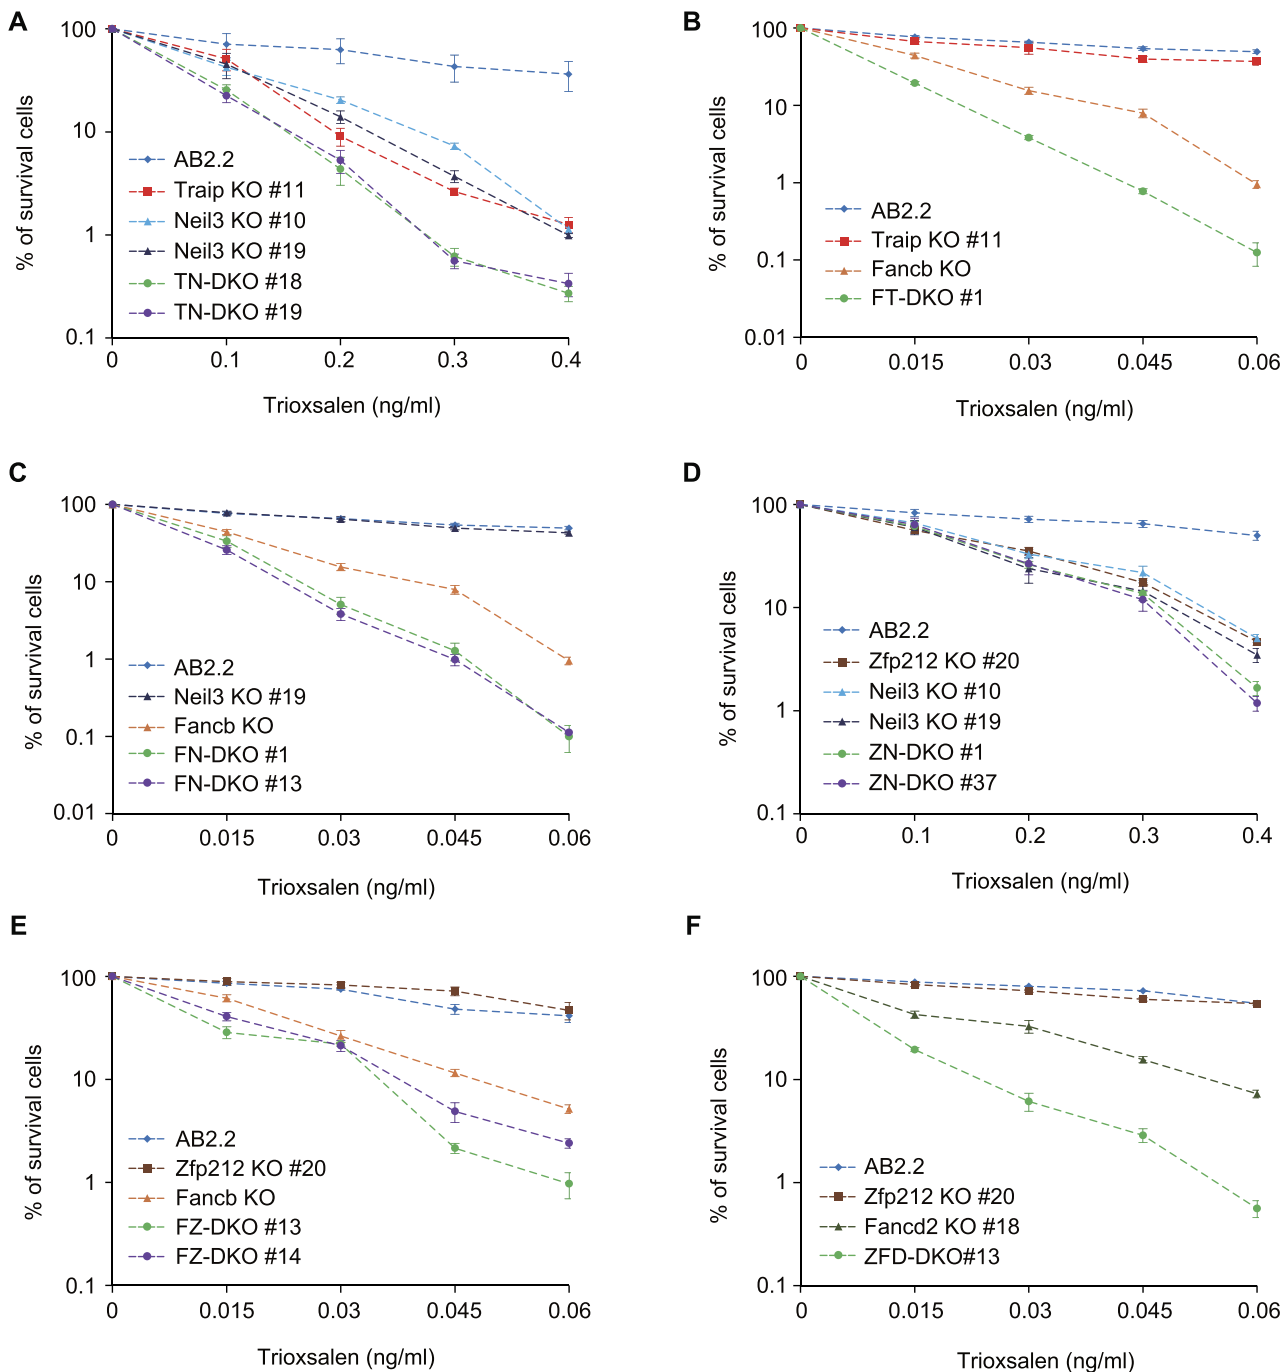 A
% of survival cells
100
10
1
0.1
AB2.2
Traip KO #11
Neil3 KO #10
Neil3 KO #19
TN-DKO #18
TN-DKO #19
0 0.1 0.2 0.3 0.4
Trioxsalen (ng/ml)
B
% of survival cells
100
10
1
0.1
0.01
AB2.2
Traip KO #11
Fancb KO
FT-DKO #1
0 0.015 0.03 0.045 0.06
Trioxsalen (ng/ml)
C
% of survival cells
100
10
1
0.1
0.01
AB2.2
Neil3 KO #19
Fancb KO
FN-DKO #1
FN-DKO #13
0 0.015 0.03 0.045 0.06
Trioxsalen (ng/ml)
D
% of survival cells
100
10
1
0.1
AB2.2
Zfp212 KO #20
Neil3 KO #10
Neil3 KO #19
ZN-DKO #1
ZN-DKO #37
0 0.1 0.2 0.3 0.4
Trioxsalen (ng/ml)
E
% of survival cells
100
10
1
0.1
AB2.2
Zfp212 KO #20
Fancb KO
FZ-DKO #13
FZ-DKO #14
0 0.015 0.03 0.045 0.06
Trioxsalen (ng/ml)
F
% of survival cells
100
10
1
0.1
AB2.2
Zfp212 KO #20
Fancd2 KO #18
ZFD-DKO#13
0 0.015 0.03 0.045 0.06
Trioxsalen (ng/ml)